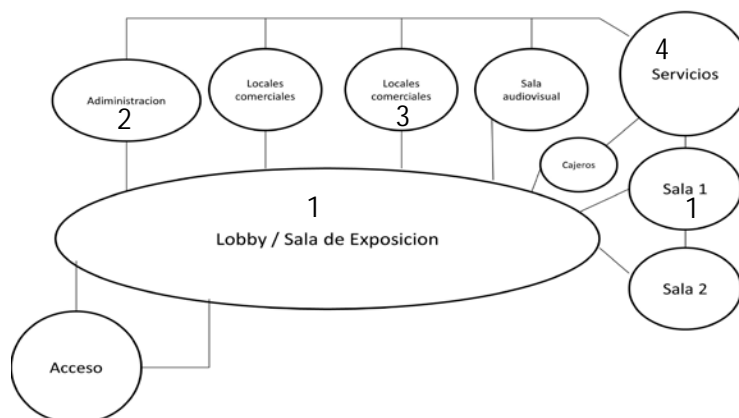 4
Servicios
Adiministracion
2
Locales
comerciales
Locales
comerciales
3
Sala
audiovisual
Cajeros
Sala 1
1
1
Lobby / Sala de Exposicion
Sala 2
Acceso